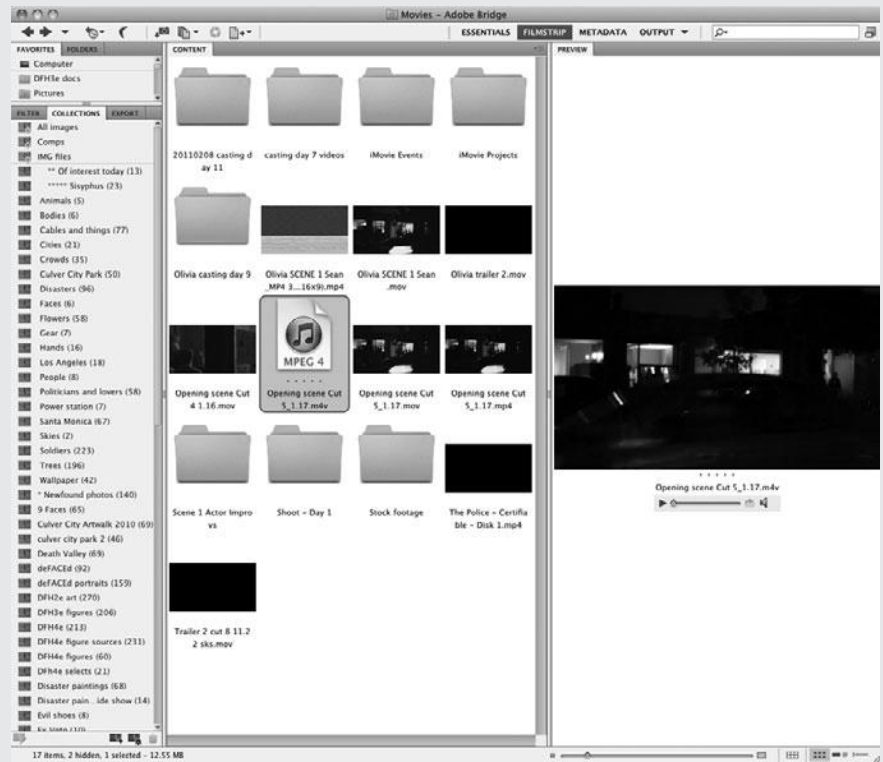 Movies – Adobe Bridge
ESSENTIALS FILMSTRIP METADATA OUTPUT
FAVORITES FOLDERS
Computer
DFH3e docs
Pictures
FILTER COLLECTIONS EXPORT
All images
Comps
IMG files
** Of interest today (13)
***** Sisyphus (23)
Animals (5)
Bodies (6)
Cables and things (77)
Cities (21)
Crowds (35)
Culver City Park (50)
Disasters (96)
Faces (6)
Flowers (58)
Gear (7)
Hands (16)
Los Angeles (18)
People (8)
Politicians and lovers (58)
Power station (7)
Santa Monica (67)
Skies (2)
Soldiers (223)
Trees (196)
Wallpaper (42)
* Newfound photos (140)
9 Faces (65)
Culver City Artwalk 2010 (69)
culver city park 2 (46)
Death Valley (69)
deFACEd (92)
deFACEd portraits (159)
DFH2e art (270)
DFH3e figures (206)
DFH4e (213)
DFH4e figure sources (231)
DFH4e figures (60)
DFh4e selects (21)
Disaster paintings (68)
Disaster pain...ide show (14)
Evil shoes (8)
Ex Voto (10)
CONTENT
20110208 casting d
ay 11
casting day 7 videos
iMovie Events
iMovie Projects
Olivia casting day 9
Olivia SCENE 1 Sean
_MP4 3...16x9).mp4
Olivia SCENE 1 Sean
.mov
Olivia trailer 2.mov
Opening scene Cut
4 1.16.mov
MPEG 4
Opening scene Cut
5_1.17.m4v
Opening scene Cut
5_1.17.mov
Opening scene Cut
5_1.17.mp4
Scene 1 Actor Impro
vs
Shoot – Day 1
Stock footage
The Police – Certifia
ble – Disk 1.mp4
Trailer 2 cut 8 11.2
2 sks.mov
PREVIEW
Opening scene Cut 5_1.17.m4v
17 items, 2 hidden, 1 selected – 12.55 MB